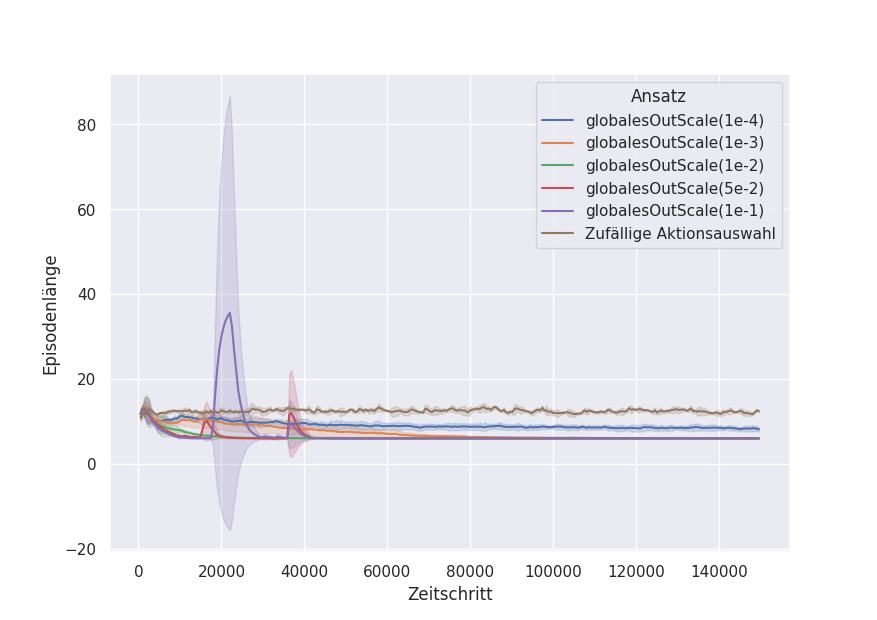 Ansatz
globalesOutScale(1e-4)
globalesOutScale(1e-3)
globalesOutScale(1e-2)
globalesOutScale(5e-2)
globalesOutScale(1e-1)
Zufällige Aktionsauswahl
Episodenlänge
80
60
40
20
0
−20
0 20000 40000 60000 80000 100000 120000 140000
Zeitschritt